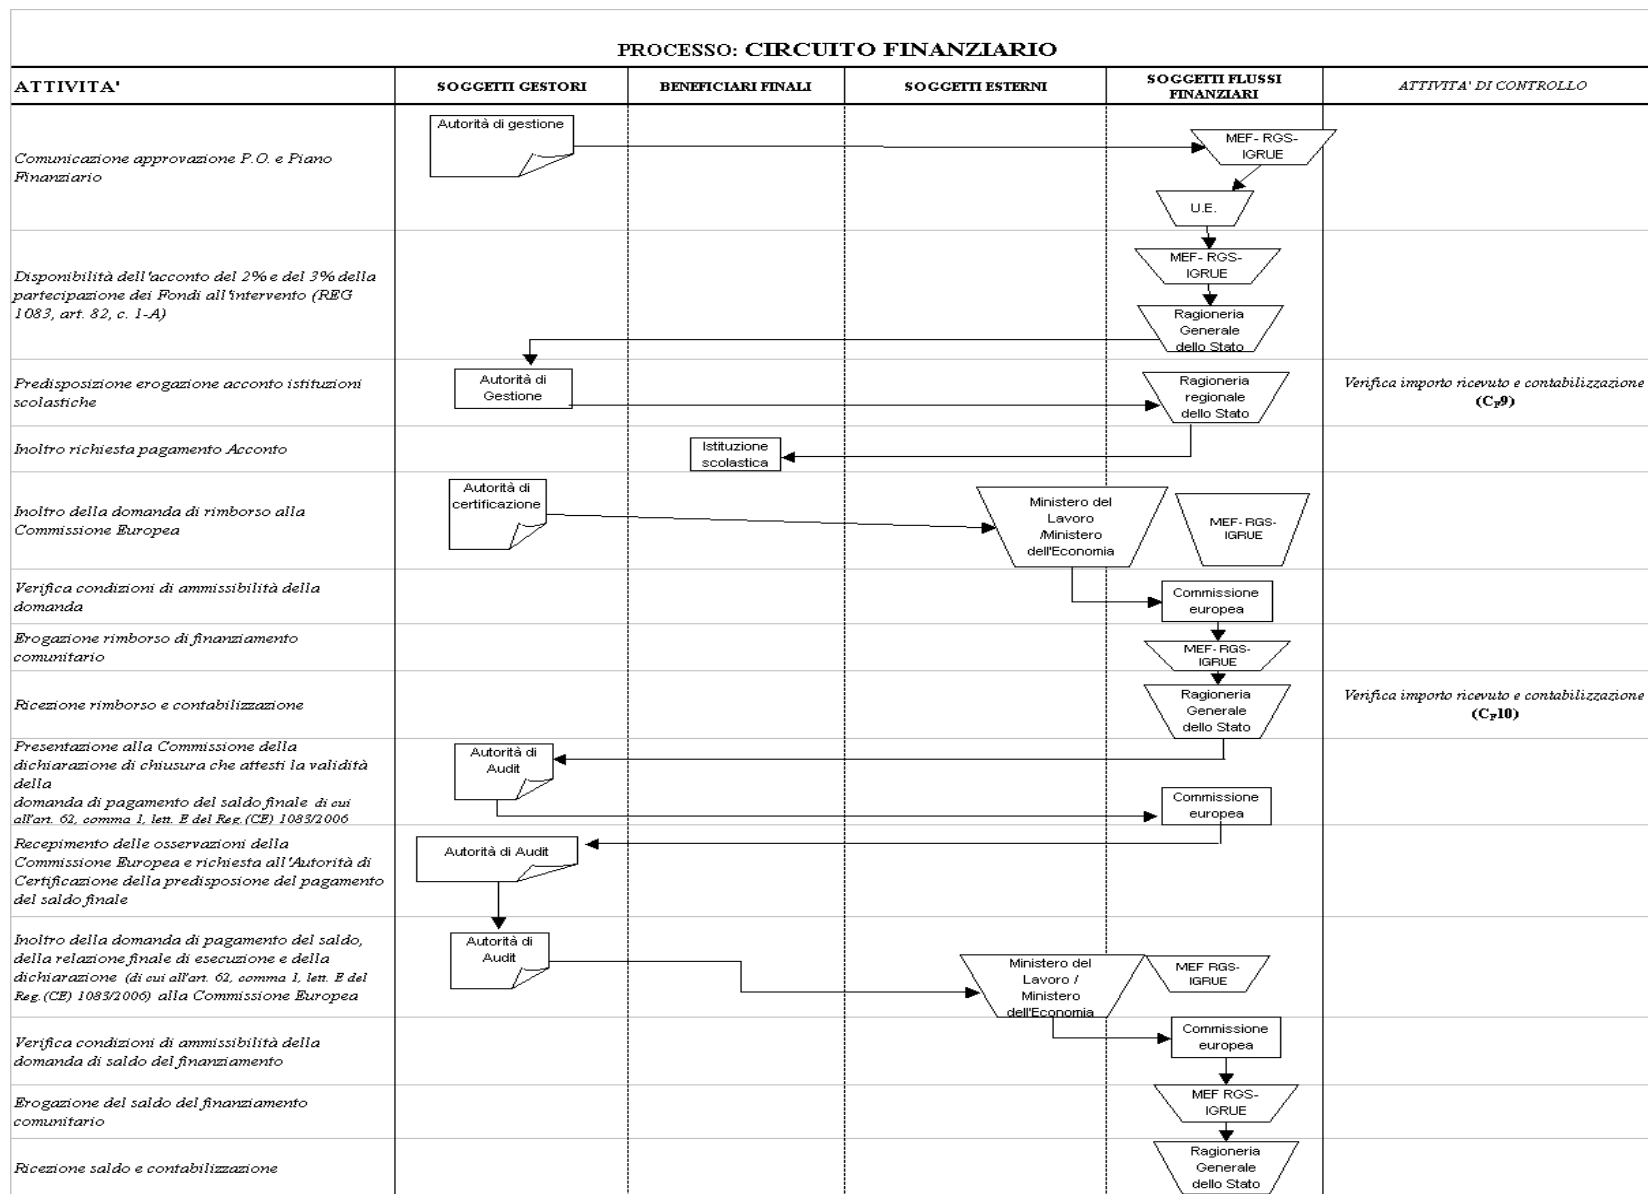 PROCESSO: CIRCUITO FINANZIARIO
ATTIVITA'
SOGGETTI GESTORI
BENEFICIARI FINALI
SOGGETTI ESTERNI
SOGGETTI FLUSSI
FINANZIARI
ATTIVITA' DI CONTROLLO
Comunicazione approvazione P.O. e Piano
Finanziario
Autorità di gestione
MEF- RGS-
IGRUE
U.E.
Disponibilità dell'acconto del 2% e del 3% della
partecipazione dei Fondi all'intervento (REG
1083, art. 82, c. 1-A)
MEF- RGS-
IGRUE
Ragioneria
Generale
dello Stato
Predisposizione erogazione acconto istituzioni
scolastiche
Autorità di
Gestione
Ragioneria
regionale
dello Stato
Verifica importo ricevuto e contabilizzazione
(CF9)
Inoltro richiesta pagamento Acconto
Istituzione
scolastica
Inoltro della domanda di rimborso alla
Commissione Europea
Autorità di
certificazione
Ministero del
Lavoro
/Ministero
dell'Economia
MEF- RGS-
IGRUE
Verifica condizioni di ammissibilità della
domanda
Commissione
europea
Erogazione rimborso di finanziamento
comunitario
MEF- RGS-
IGRUE
Ricezione rimborso e contabilizzazione
Ragioneria
Generale
dello Stato
Verifica importo ricevuto e contabilizzazione
(CF10)
Presentazione alla Commissione della
dichiarazione di chiusura che attesti la validità
della
domanda di pagamento del saldo finale di cui
all'art. 62, comma 1, lett. E del Reg.(CE) 1083/2006
Autorità di
Audit
Commissione
europea
Recepimento delle osservazioni della
Commissione Europea e richiesta all'Autorità di
Certificazione della predisposione del pagamento
del saldo finale
Autorità di Audit
Inoltro della domanda di pagamento del saldo,
della relazione finale di esecuzione e della
dichiarazione (di cui all'art. 62, comma 1, lett. E del
Reg.(CE) 1083/2006) alla Commissione Europea
Autorità di
Audit
Ministero del
Lavoro /
Ministero
dell'Economia
MEF RGS-
IGRUE
Verifica condizioni di ammissibilità della
domanda di saldo del finanziamento
Commissione
europea
Erogazione del saldo del finanziamento
comunitario
MEF RGS-
IGRUE
Ricezione saldo e contabilizzazione
Ragioneria
Generale
dello Stato